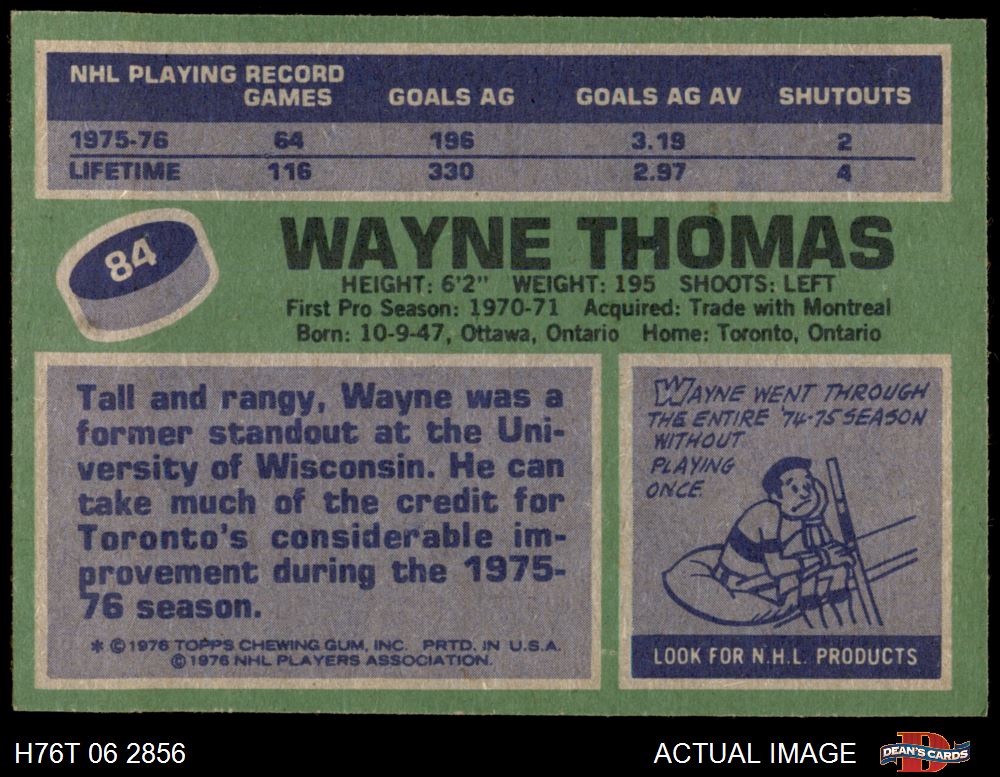 NHL PLAYING RECORD
GAMES GOALS AG GOALS AG AV SHUTOUTS
1975-76 64 196 3.19 2
LIFETIME 116 330 2.97 4
84
WAYNE THOMAS
HEIGHT: 6'2" WEIGHT: 195 SHOOTS: LEFT
First Pro Season: 1970-71 Acquired: Trade with Montreal
Born: 10-9-47, Ottawa, Ontario Home: Toronto, Ontario
Tall and rangy, Wayne was a
former standout at the Uni-
versity of Wisconsin. He can
take much of the credit for
Toronto's considerable im-
provement during the 1975-
76 season.
* ©1976 TOPPS CHEWING GUM, INC. PRTD. IN U.S.A.
©1976 NHL PLAYERS ASSOCIATION.
WAYNE WENT THROUGH
THE ENTIRE '74-75 SEASON
WITHOUT
PLAYING
ONCE.
LOOK FOR N.H.L. PRODUCTS
H76T 06 2856
ACTUAL IMAGE
DEAN'S CARDS